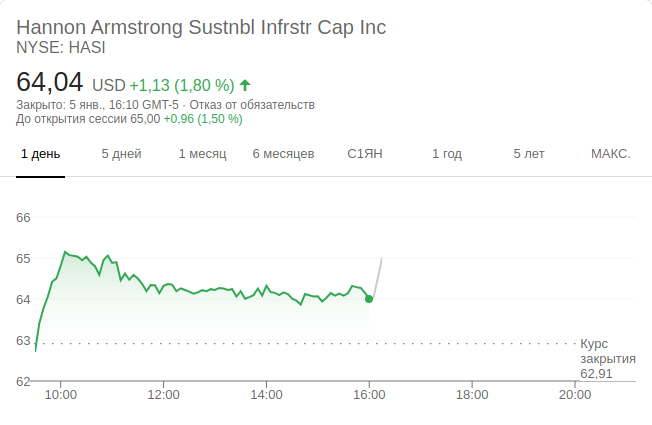 Hannon Armstrong Sustnbl Infrstr Cap Inc
NYSE: HASI
64,04 USD +1,13 (1,80 %)
Закрыто: 5 янв., 16:10 GMT-5 · Отказ от обязательств
До открытия сессии 65,00 +0,96 (1,50 %)
1 день 5 дней 1 месяц 6 месяцев С1ЯН 1 год 5 лет МАКС.
66
65
64
63
62
Курс
закрытия
62,91
10:00 12:00 14:00 16:00 18:00 20:00